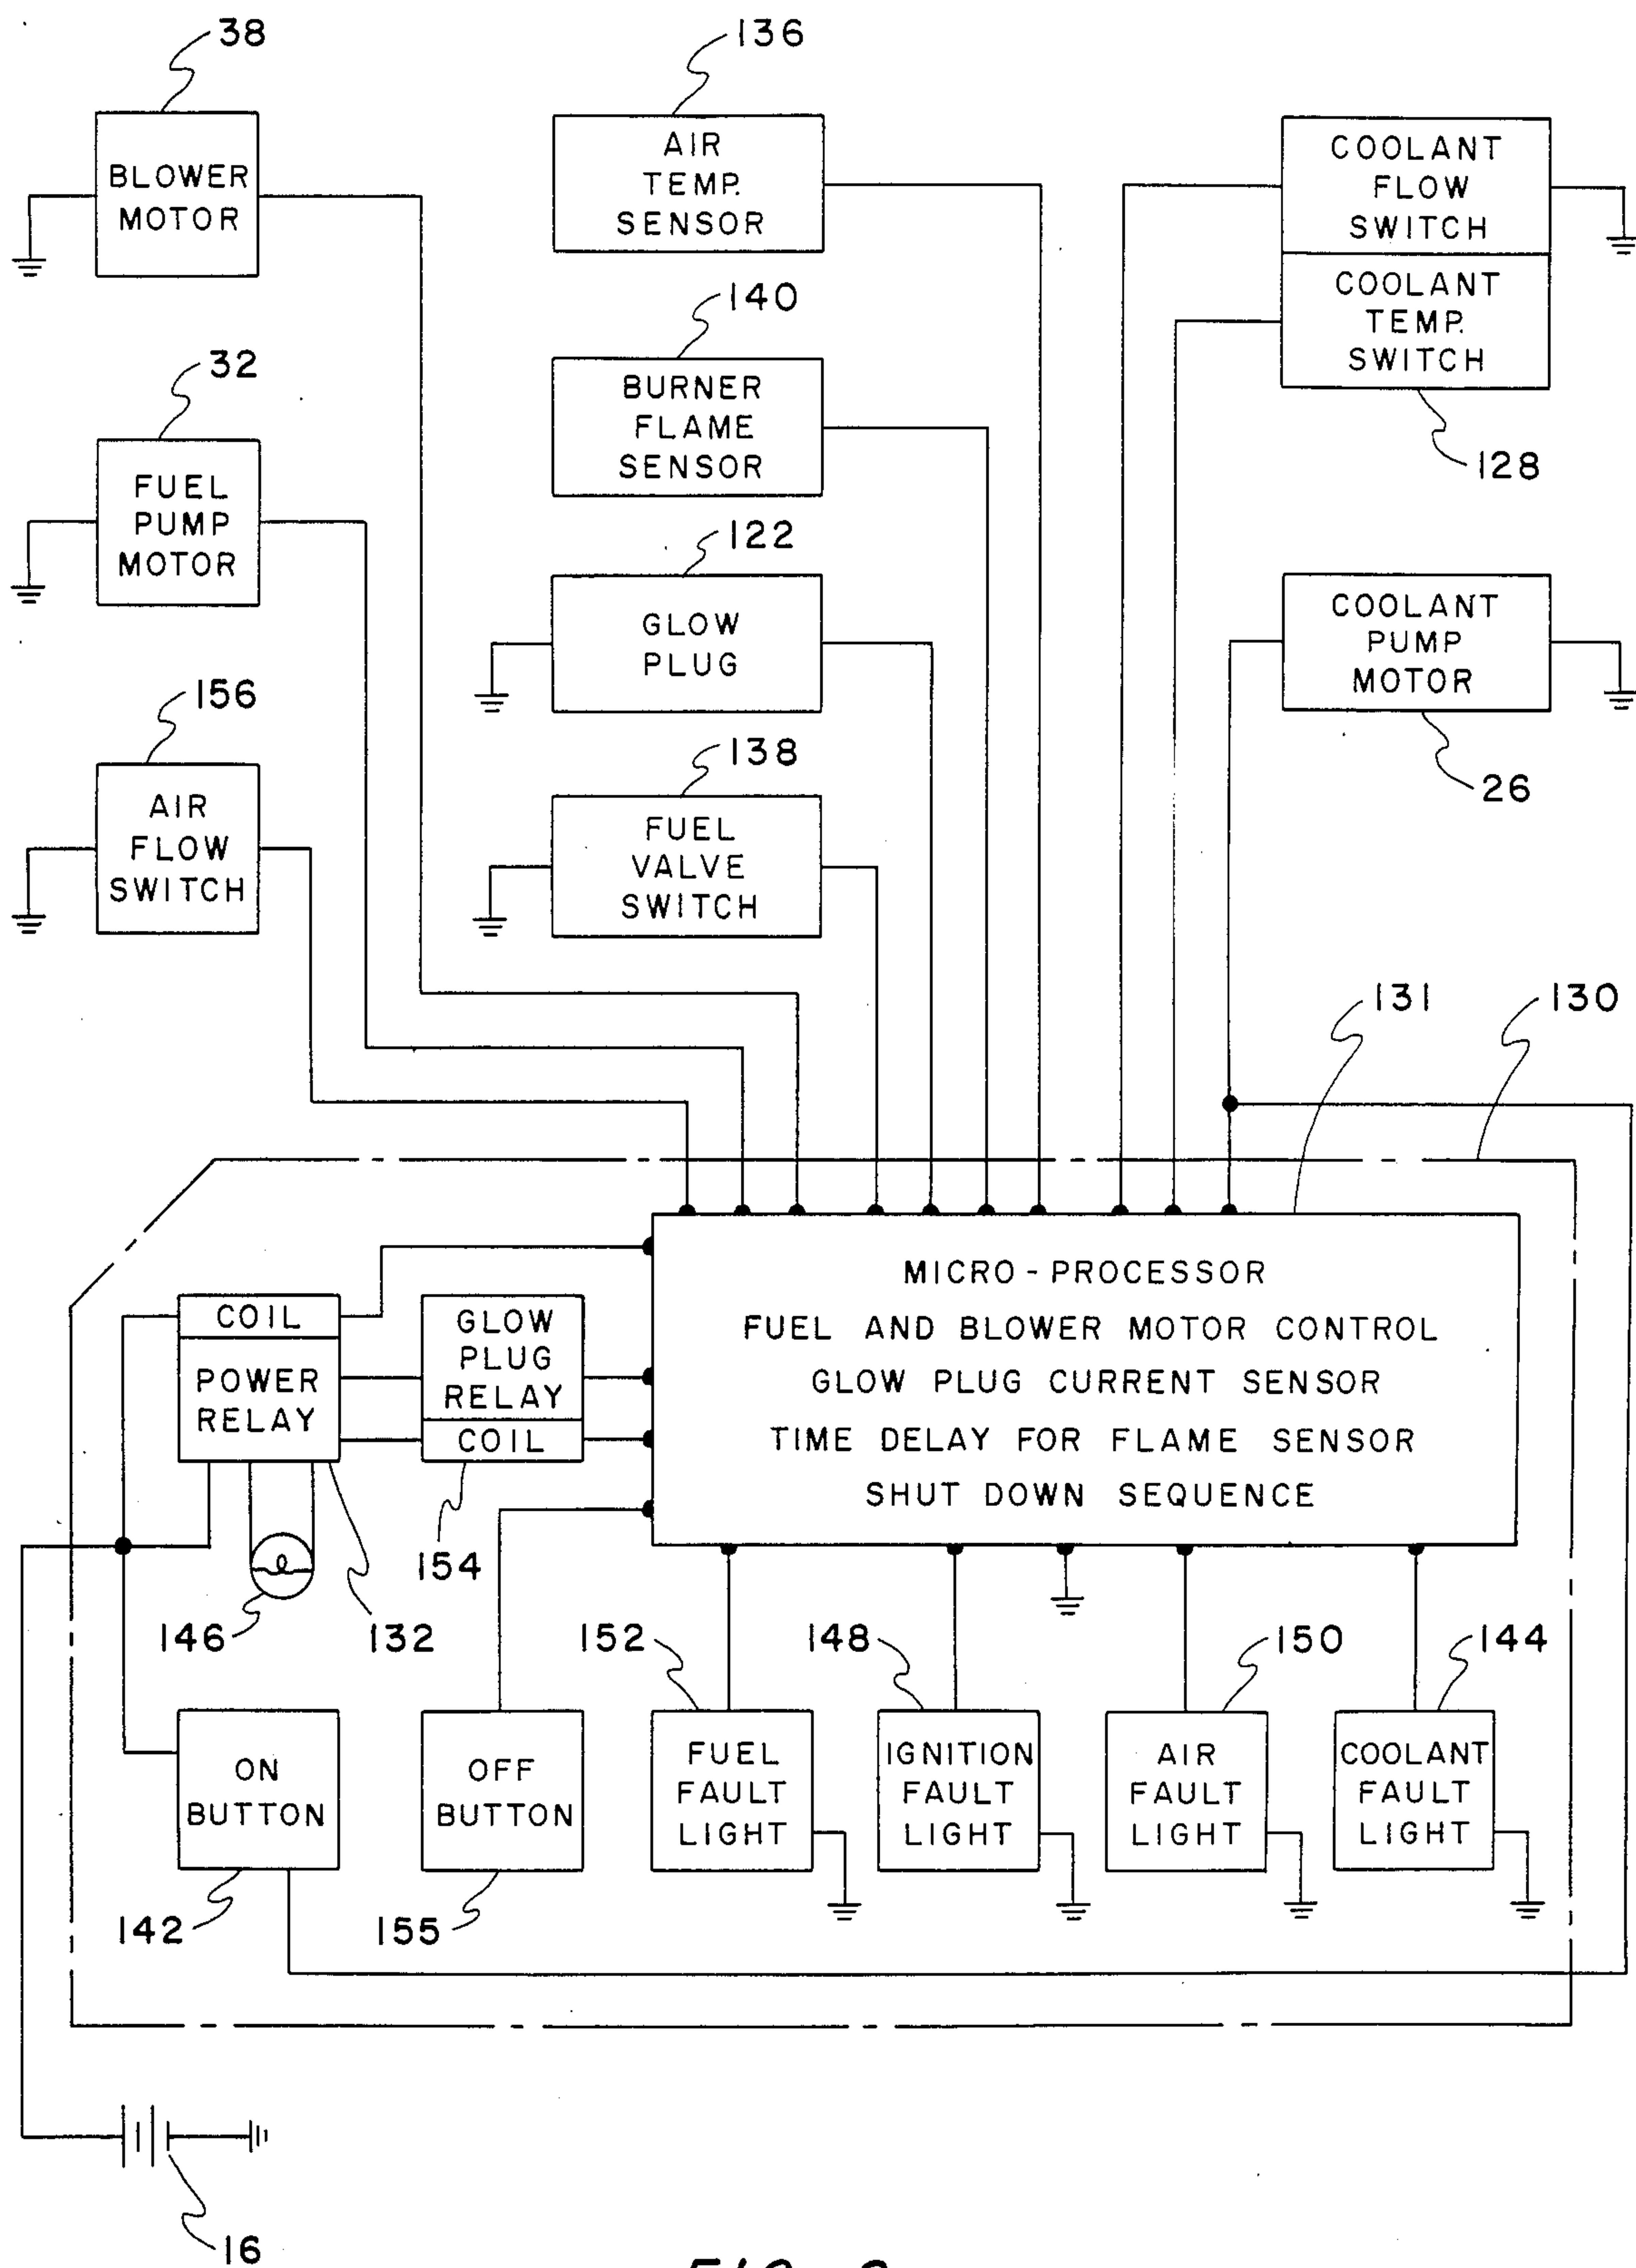 38
BLOWER
MOTOR
136
AIR
TEMP.
SENSOR
COOLANT
FLOW
SWITCH
COOLANT
TEMP.
SWITCH
128
32
FUEL
PUMP
MOTOR
140
BURNER
FLAME
SENSOR
122
GLOW
PLUG
COOLANT
PUMP
MOTOR
26
156
AIR
FLOW
SWITCH
138
FUEL
VALVE
SWITCH
131
130
MICRO-PROCESSOR
FUEL AND BLOWER MOTOR CONTROL
GLOW PLUG CURRENT SENSOR
TIME DELAY FOR FLAME SENSOR
SHUT DOWN SEQUENCE
COIL
POWER
RELAY
GLOW
PLUG
RELAY
COIL
154
146
132
152
148
150
144
ON
BUTTON
142
OFF
BUTTON
155
FUEL
FAULT
LIGHT
IGNITION
FAULT
LIGHT
AIR
FAULT
LIGHT
COOLANT
FAULT
LIGHT
16